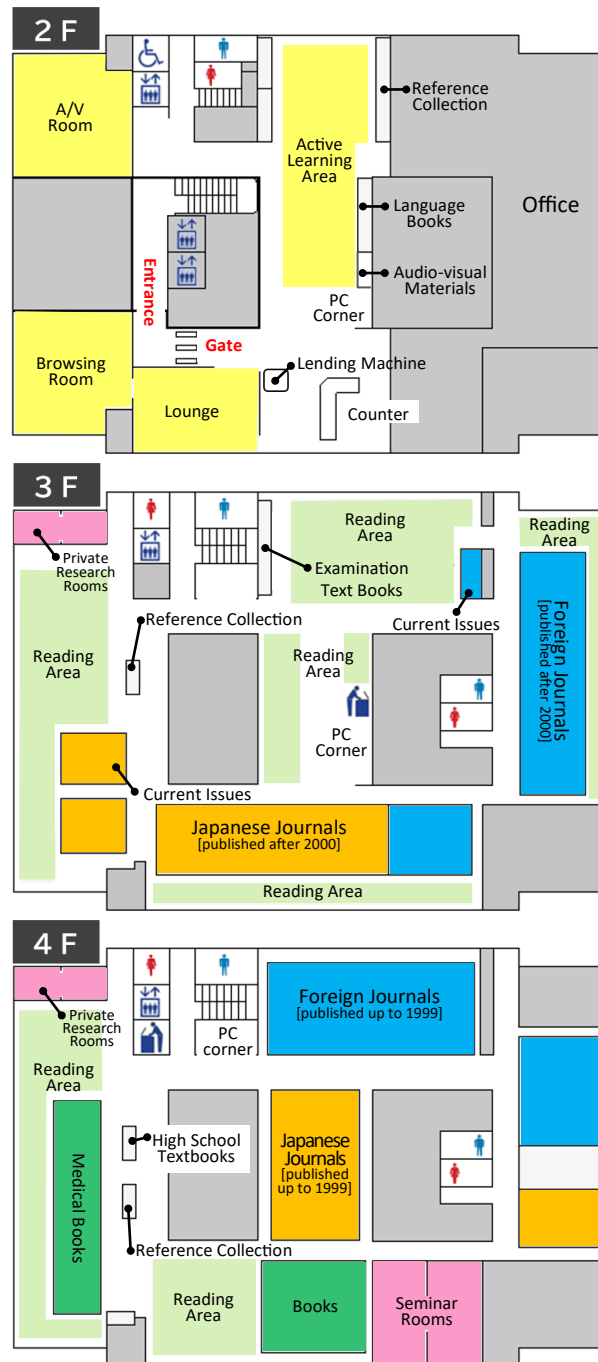 2 F
A/V
Room
Reference
Collection
Active
Learning
Area
Language
Books
Office
Audio-visual
Materials
Entrance
PC
Corner
Gate
Browsing
Room
Lending Machine
Lounge
Counter
3 F
Reading
Area
Reading
Area
Private
Research
Rooms
Examination
Text Books
Reference Collection
Current Issues
Foreign Journals
[published after 2000]
Reading
Area
Reading
Area
PC
Corner
Current Issues
Japanese Journals
[published after 2000]
Reading Area
4 F
Foreign Journals
[published up to 1999]
Private
Research
Rooms
PC
corner
Reading
Area
High School
Textbooks
Japanese
Journals
[published
up to 1999]
Medical Books
Reference Collection
Reading
Area
Books
Seminar
Rooms